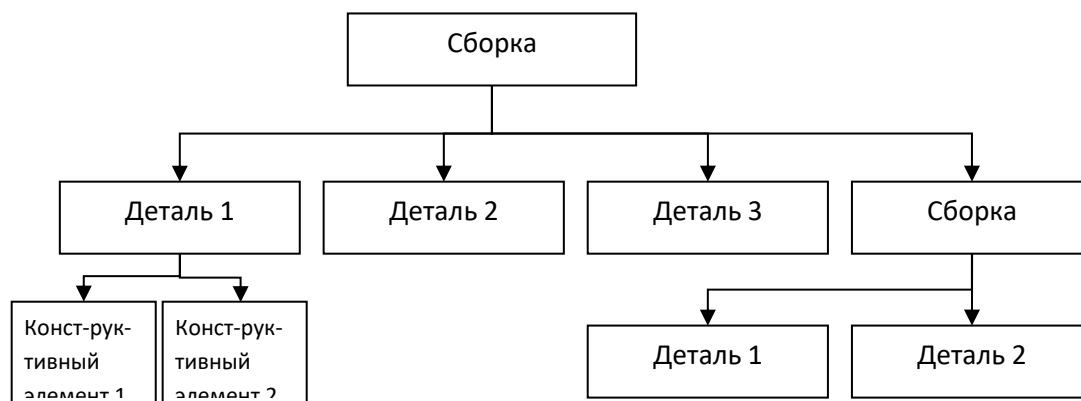 Сборка
Деталь 1
Деталь 2
Деталь 3
Сборка
Конст-рук-
тивный
элемент 1
Конст-рук-
тивный
элемент 2
Деталь 1
Деталь 2